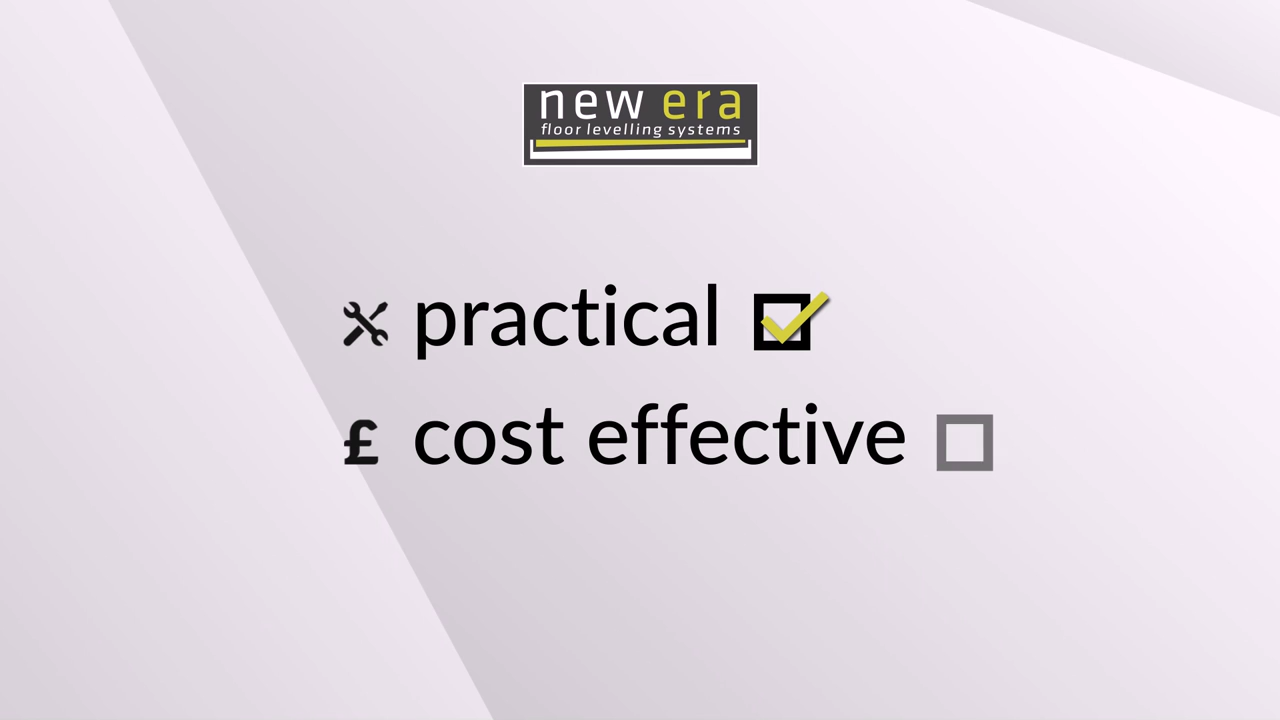 new era
floor levelling systems
practical
£ cost effective